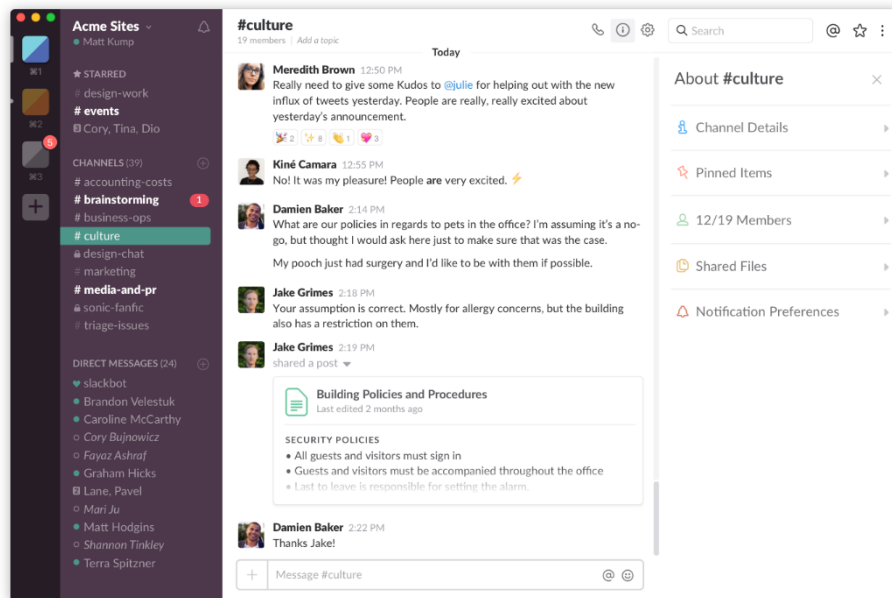 Acme Sites
Matt Kump
⌘1
⌘2
5
⌘3
STARRED
# design-work
# events
2 Cory, Tina, Dio
CHANNELS (39)
# accounting-costs
# brainstorming 1
# business-ops
# culture
design-chat
# marketing
# media-and-pr
sonic-fanfic
# triage-issues
DIRECT MESSAGES (24)
slackbot
Brandon Velestuk
Caroline McCarthy
Cory Bujnowicz
Fayaz Ashraf
Graham Hicks
2 Lane, Pavel
Mari Ju
Matt Hodgins
Shannon Tinkley
Terra Spitzner
#culture
19 members | Add a topic
Search
Today
Meredith Brown 12:50 PM
Really need to give some Kudos to @julie for helping out with the new
influx of tweets yesterday. People are really, really excited about
yesterday's announcement.
2 8 1 3
Kiné Camara 12:55 PM
No! It was my pleasure! People are very excited. ⚡
Damien Baker 2:14 PM
What are our policies in regards to pets in the office? I'm assuming it's a no-
go, but thought I would ask here just to make sure that was the case.
My pooch just had surgery and I'd like to be with them if possible.
Jake Grimes 2:18 PM
Your assumption is correct. Mostly for allergy concerns, but the building
also has a restriction on them.
Jake Grimes 2:19 PM
shared a post
Building Policies and Procedures
Last edited 2 months ago
SECURITY POLICIES
• All guests and visitors must sign in
• Guests and visitors must be accompanied throughout the office
• Last to leave is responsible for setting the alarm.
Damien Baker 2:22 PM
Thanks Jake!
+ Message #culture @
About #culture
Channel Details
Pinned Items
12/19 Members
Shared Files
Notification Preferences